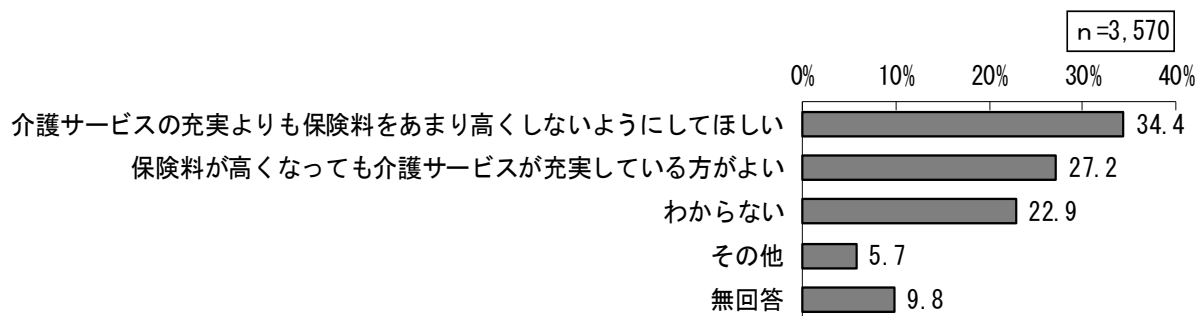 n=3,570
0% 10% 20% 30% 40%
介護サービスの充実よりも保険料をあまり高くしないようにしてほしい 34.4
保険料が高くなっても介護サービスが充実している方がよい 27.2
わからない 22.9
その他 5.7
無回答 9.8